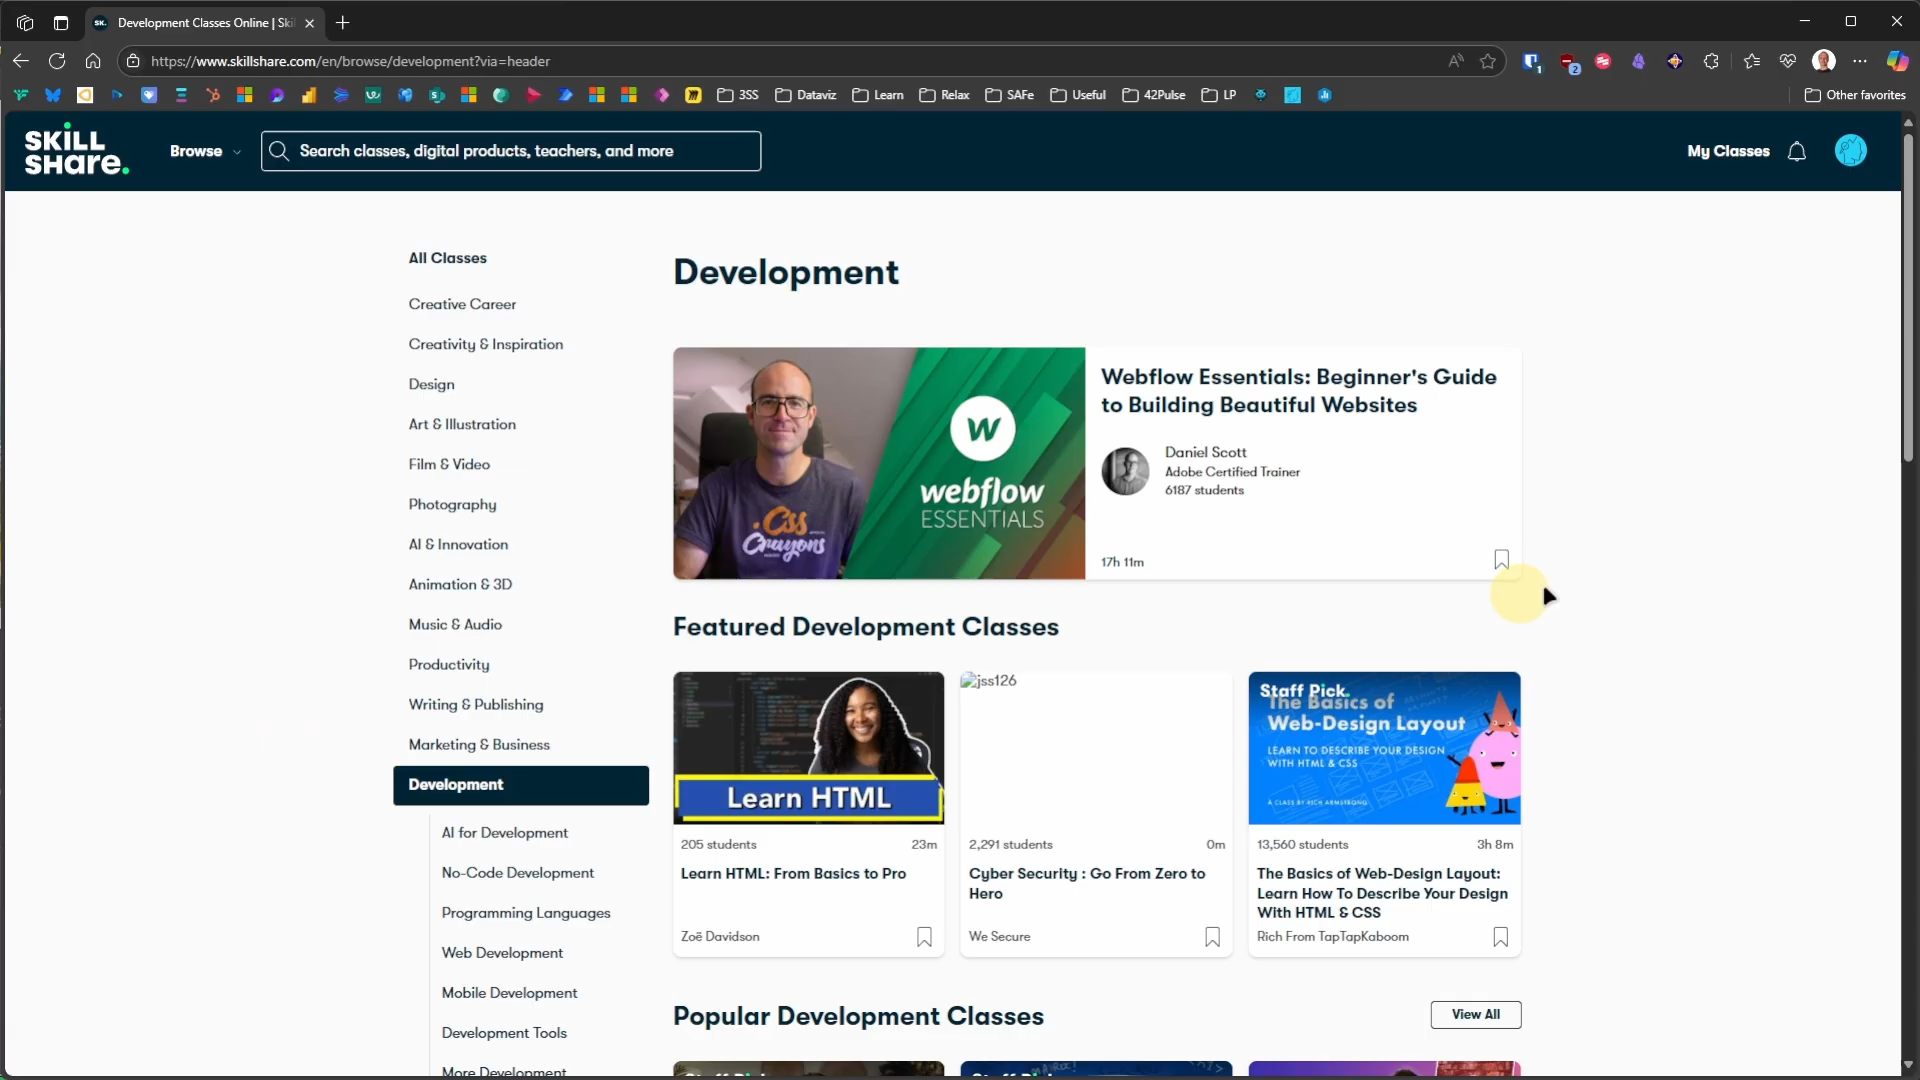 Development Classes Online | Ski
https://www.skillshare.com/en/browse/development?via=header
1
2
3SS
Dataviz
Learn
Relax
SAFe
Useful
42Pulse
LP
Other favorites
SKILL
SHARE.
Browse
Search classes, digital products, teachers, and more
My Classes
All Classes
Creative Career
Creativity & Inspiration
Design
Art & Illustration
Film & Video
Photography
AI & Innovation
Animation & 3D
Music & Audio
Productivity
Writing & Publishing
Marketing & Business
Development
AI for Development
No-Code Development
Programming Languages
Web Development
Mobile Development
Development Tools
More Development
Development
CSS
Crayons
W
webflow
ESSENTIALS
Webflow Essentials: Beginner's Guide
to Building Beautiful Websites
Daniel Scott
Adobe Certified Trainer
6187 students
17h 11m
Featured Development Classes
Learn HTML
205 students
23m
Learn HTML: From Basics to Pro
Zoë Davidson
jss126
2,291 students
0m
Cyber Security : Go From Zero to
Hero
We Secure
Staff Pick.
The Basics of
Web-Design Layout
LEARN TO DESCRIBE YOUR DESIGN
WITH HTML & CSS
A CLASS BY RICH ARMSTRONG
13,560 students
3h 8m
The Basics of Web-Design Layout:
Learn How To Describe Your Design
With HTML & CSS
Rich From TapTapKaboom
Popular Development Classes
View All